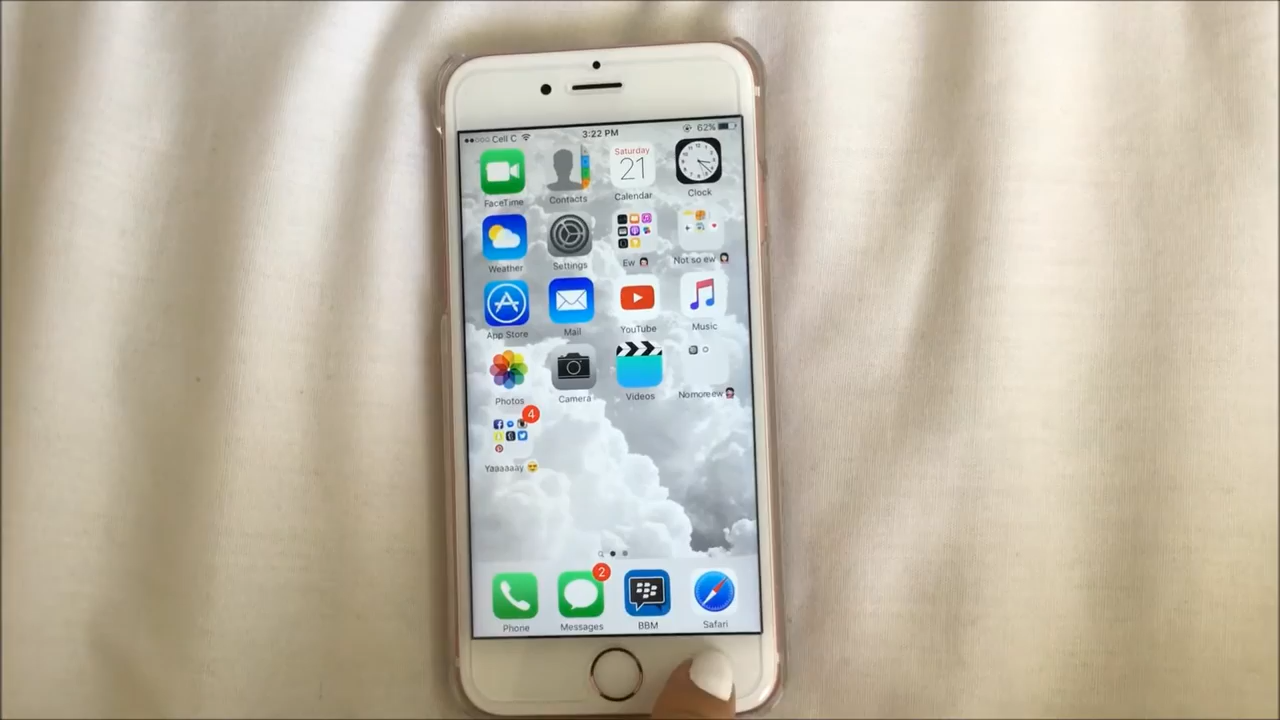 Cell C 3:22 PM 62%
Saturday
21
FaceTime Contacts Calendar Clock
Weather Settings Ew Not so ew
App Store Mail YouTube Music
Photos Camera Videos Nomoreew
4
Yaaaaaay
2
Phone Messages BBM Safari